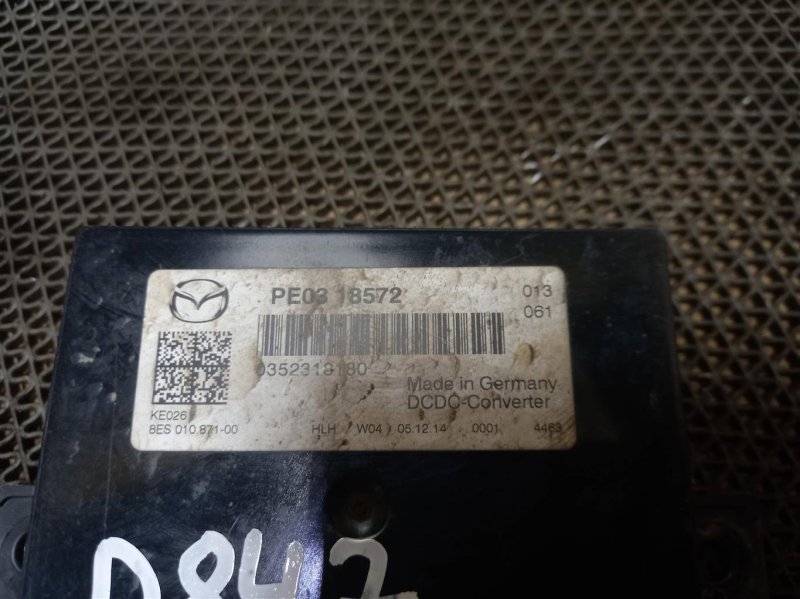 PE03 18572
013
061
0352318180
Made in Germany
DCDC-Converter
KE026
8ES 010.871-00 HLH / W04 / 05.12.14 0001 4463
D842